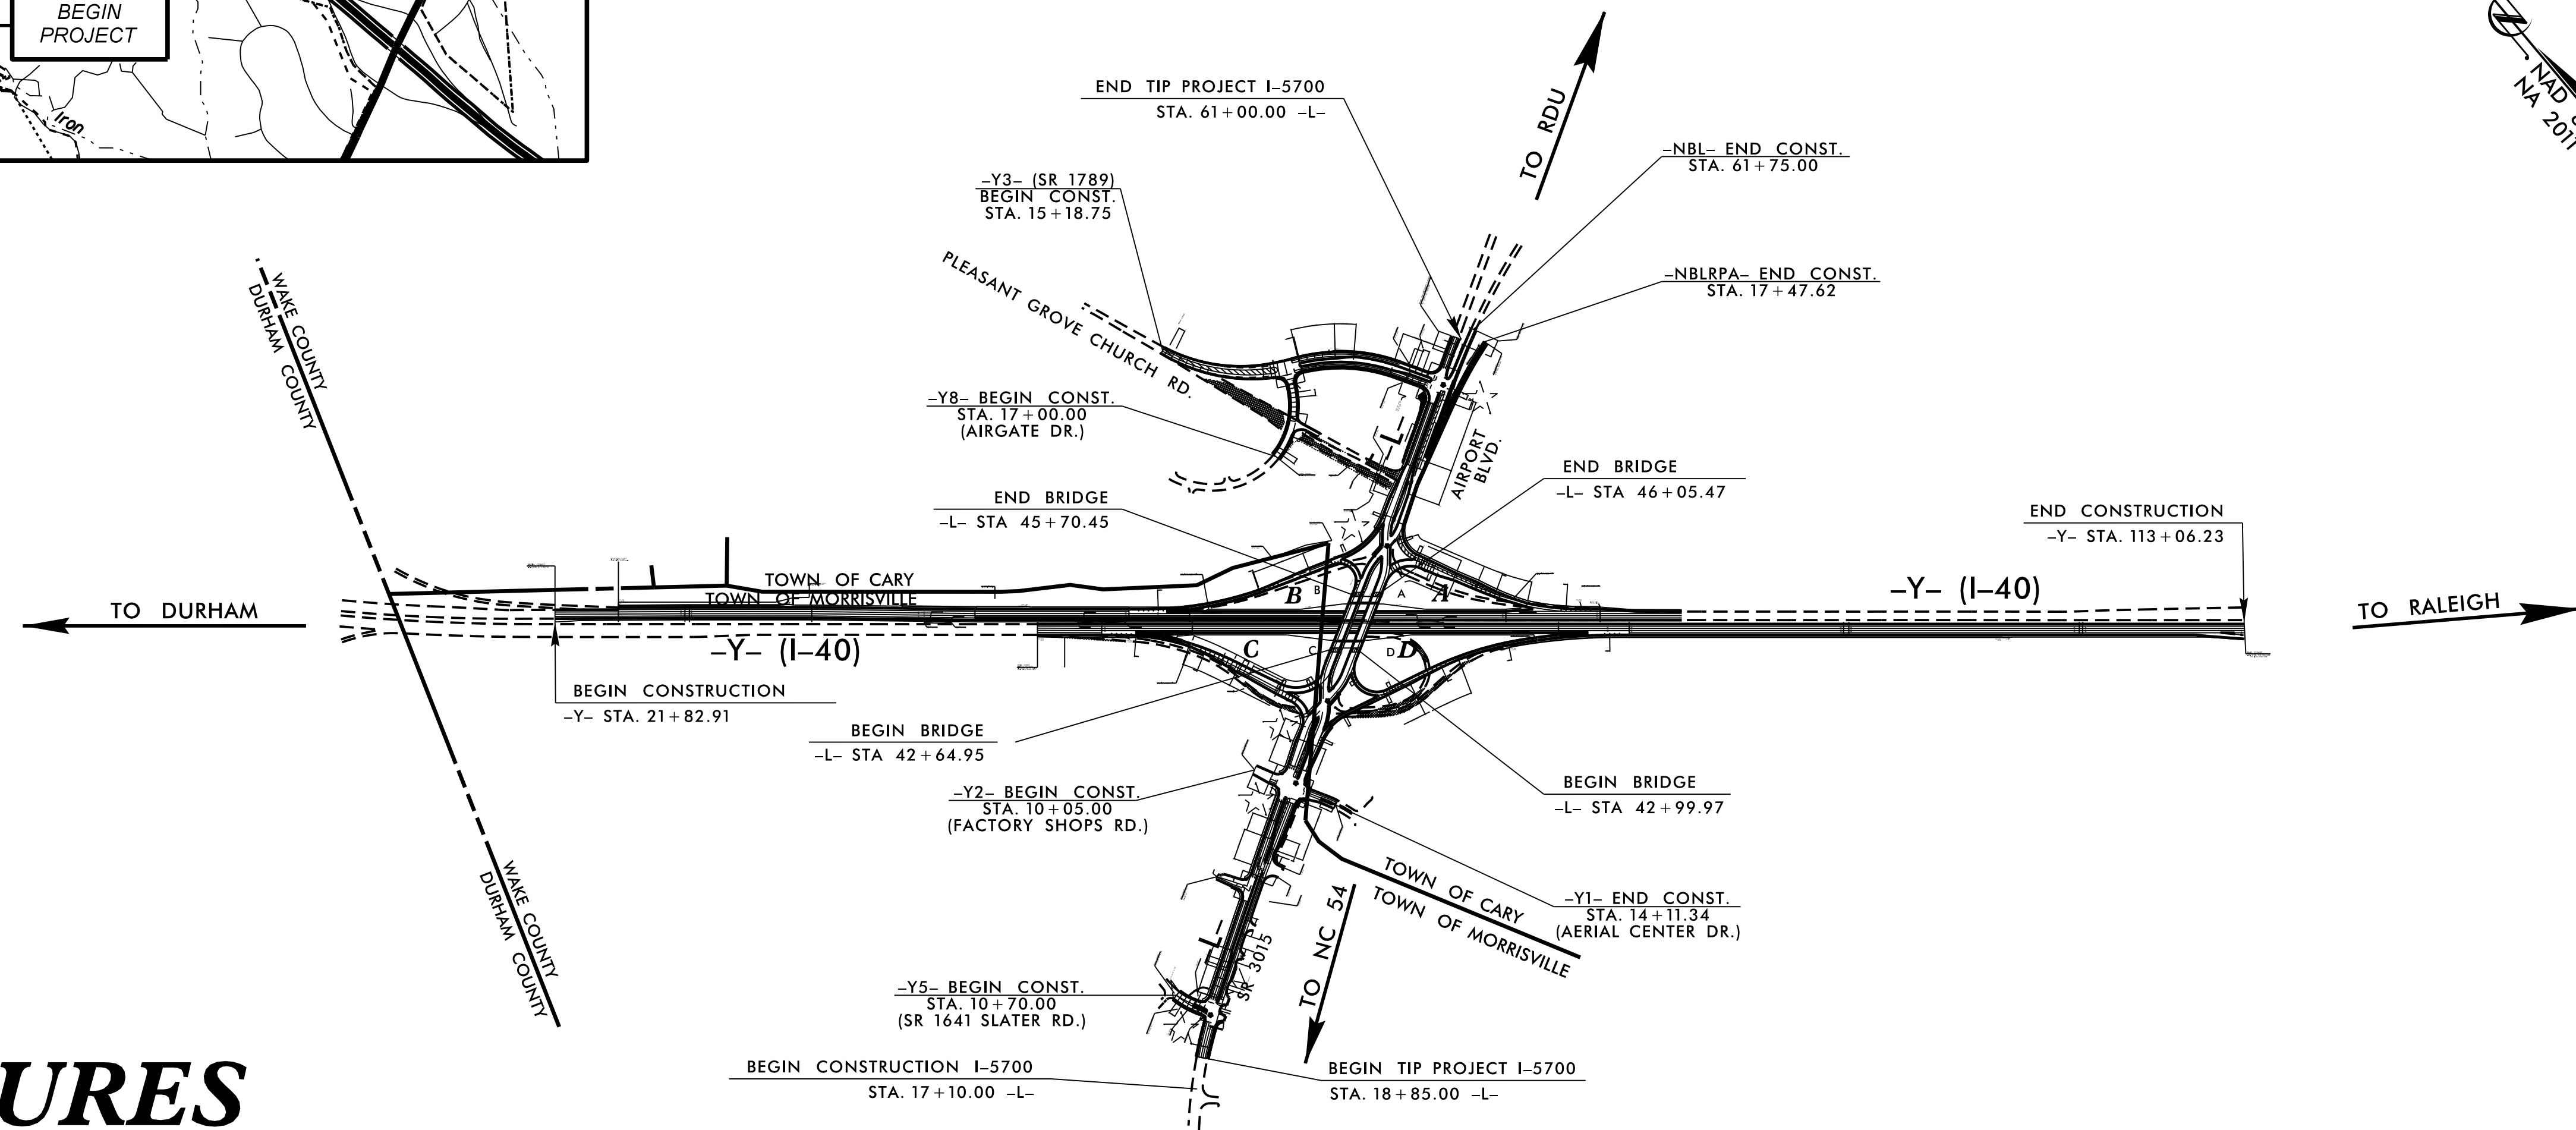 BEGIN
PROJECT
Iron
NAD
NA 2011
TO RDU
END TIP PROJECT I–5700
STA. 61+00.00 –L–
–NBL– END CONST.
STA. 61+75.00
–Y3– (SR 1789)
BEGIN CONST.
STA. 15+18.75
–NBLRPA– END CONST.
STA. 17+47.62
PLEASANT GROVE CHURCH RD.
WAKE COUNTY
DURHAM COUNTY
–Y8– BEGIN CONST.
STA. 17+00.00
(AIRGATE DR.)
–L–
AIRPORT
BLVD.
END BRIDGE
–L– STA 46+05.47
END BRIDGE
–L– STA 45+70.45
END CONSTRUCTION
–Y– STA. 113+06.23
TOWN OF CARY
TOWN OF MORRISVILLE
B
B
A
A
–Y– (I–40)
TO DURHAM
TO RALEIGH
–Y– (I–40)
C
C
D
D
BEGIN CONSTRUCTION
–Y– STA. 21+82.91
BEGIN BRIDGE
–L– STA 42+64.95
BEGIN BRIDGE
–L– STA 42+99.97
–Y2– BEGIN CONST.
STA. 10+05.00
(FACTORY SHOPS RD.)
WAKE COUNTY
DURHAM COUNTY
TOWN OF CARY
TOWN OF MORRISVILLE
–Y1– END CONST.
STA. 14+11.34
(AERIAL CENTER DR.)
TO NC 54
–L–
SR 3015
–Y5– BEGIN CONST.
STA. 10+70.00
(SR 1641 SLATER RD.)
BEGIN CONSTRUCTION I–5700
STA. 17+10.00 –L–
BEGIN TIP PROJECT I–5700
STA. 18+85.00 –L–
URES